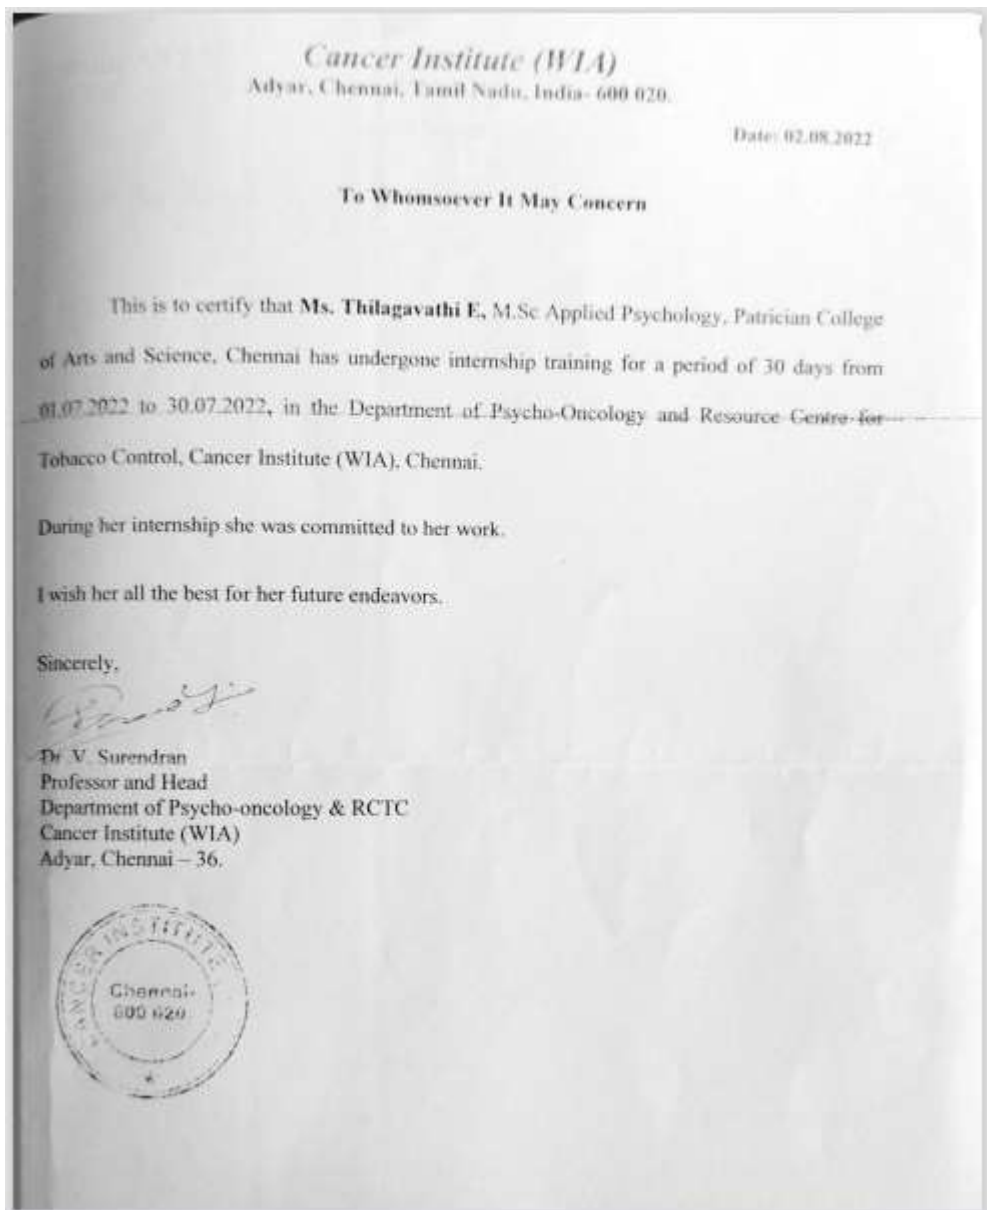 Cancer Institute (WIA)
Adyar, Chennai, Tamil Nadu, India- 600 020.
Date: 02.08.2022
To Whomsoever It May Concern
This is to certify that Ms. Thilagavathi E, M.Sc Applied Psychology, Patrician College
of Arts and Science, Chennai has undergone internship training for a period of 30 days from
01.07.2022 to 30.07.2022, in the Department of Psycho-Oncology and Resource Centre for
Tobacco Control, Cancer Institute (WIA), Chennai.
During her internship she was committed to her work.
I wish her all the best for her future endeavors.
Sincerely,
Dr V. Surendran
Professor and Head
Department of Psycho-oncology & RCTC
Cancer Institute (WIA)
Adyar, Chennai – 36.
CANCER INSTITUTE
Chennai-
600 020